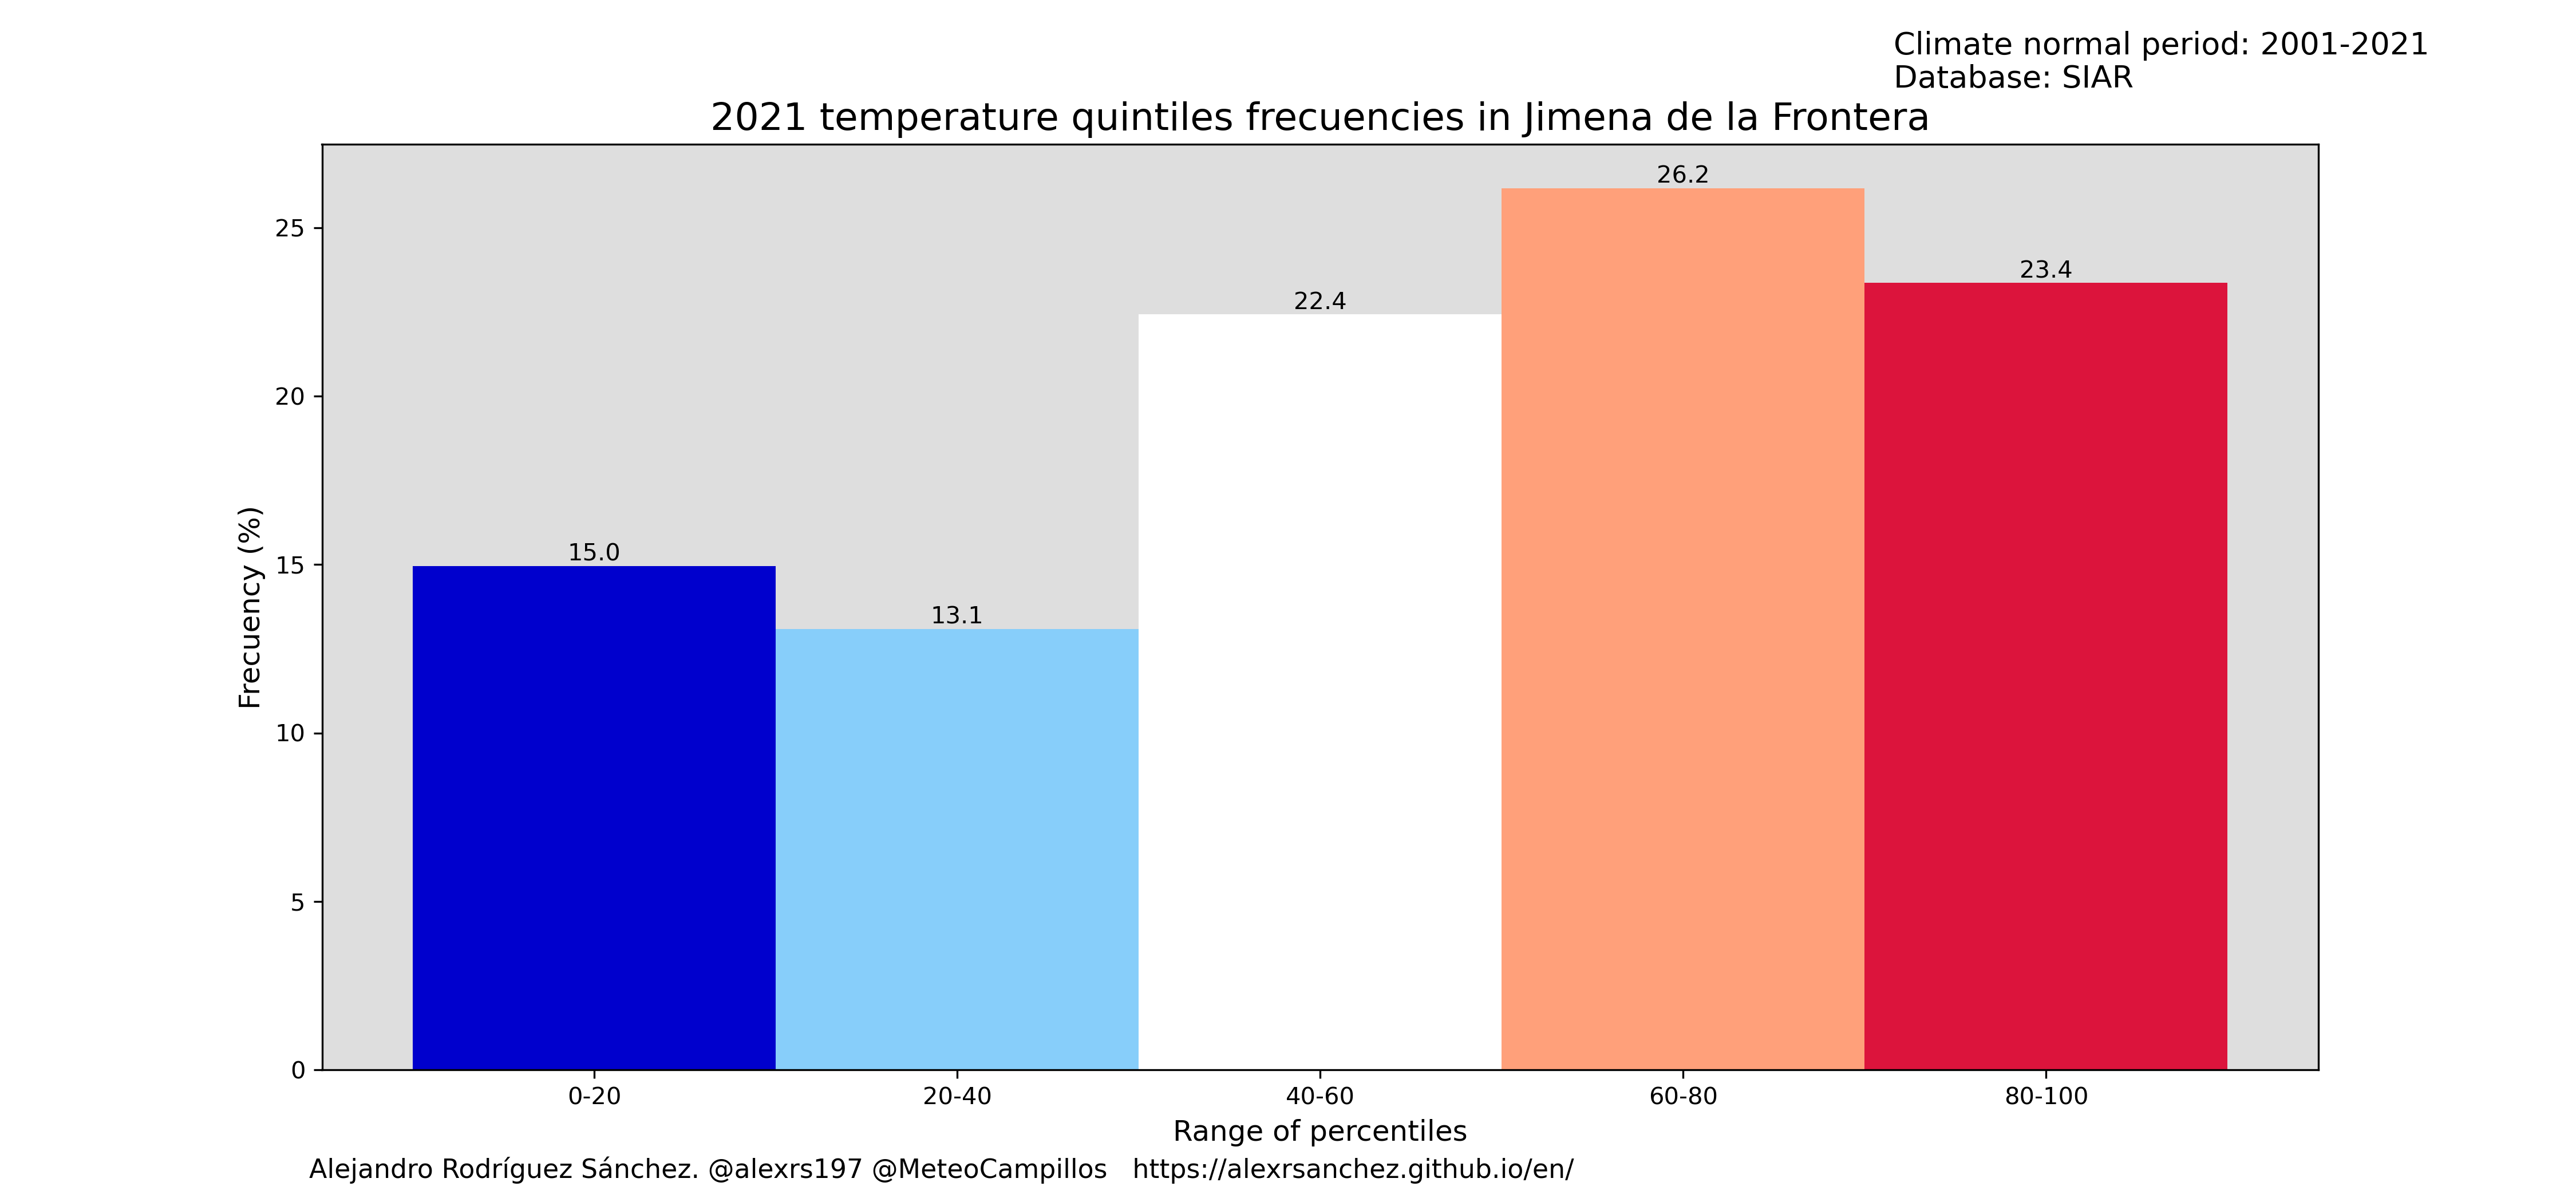 Climate normal period: 2001-2021
Database: SIAR
2021 temperature quintiles frecuencies in Jimena de la Frontera
26.2
25
23.4
22.4
20
15.0
15
13.1
Frecuency (%)
10
5
0
0-20 20-40 40-60 60-80 80-100
Range of percentiles
Alejandro Rodríguez Sánchez. @alexrs197 @MeteoCampillos https://alexrsanchez.github.io/en/